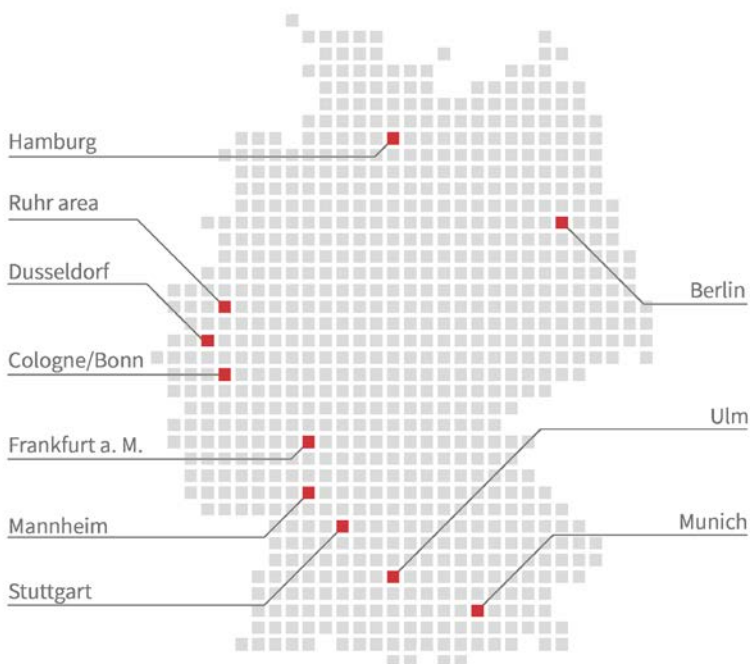 Hamburg
Ruhr area
Dusseldorf
Berlin
Cologne/Bonn
Ulm
Frankfurt a. M.
Mannheim
Munich
Stuttgart